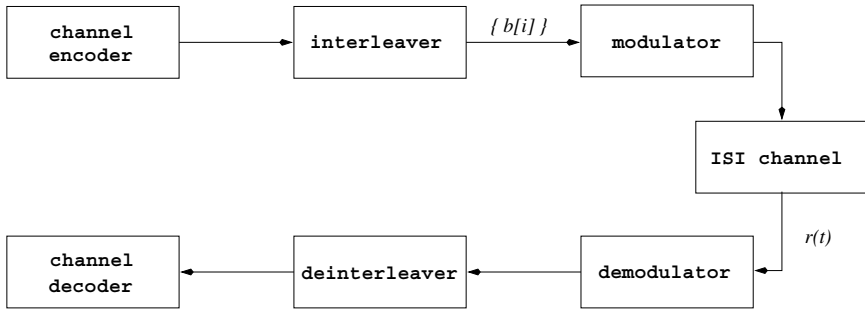 channel
encoder
interleaver
{ b[i] }
modulator
ISI channel
r(t)
channel
decoder
deinterleaver
demodulator